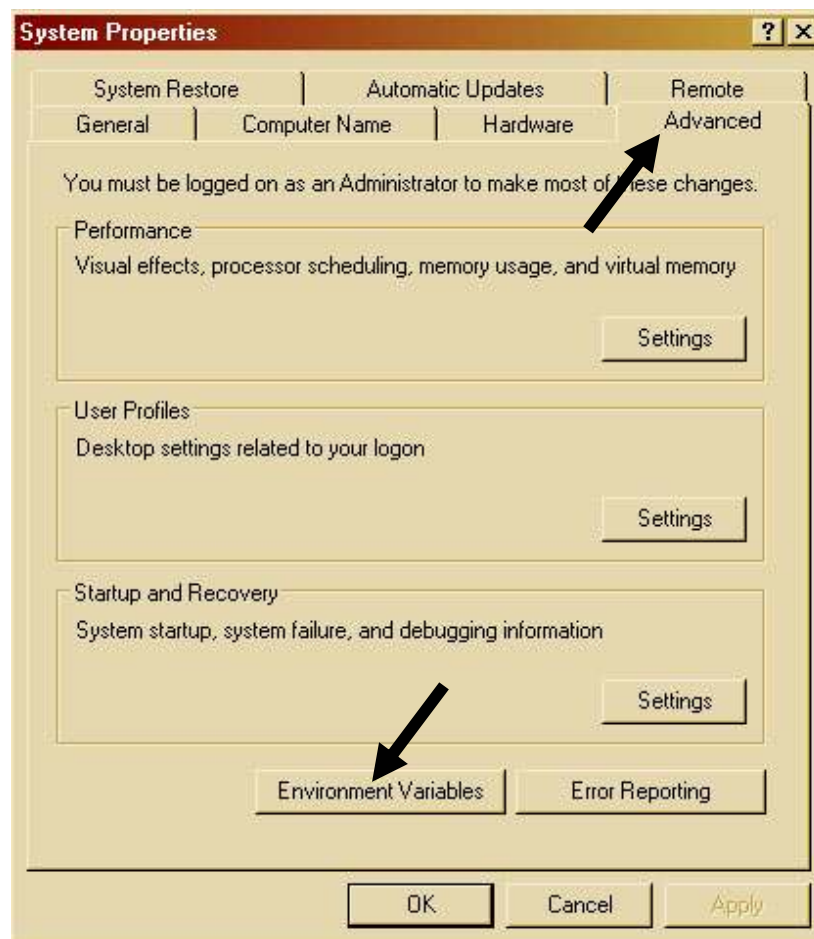 System Properties
System Restore Automatic Updates Remote
General Computer Name Hardware Advanced
You must be logged on as an Administrator to make most of these changes.
Performance
Visual effects, processor scheduling, memory usage, and virtual memory
Settings
User Profiles
Desktop settings related to your logon
Settings
Startup and Recovery
System startup, system failure, and debugging information
Settings
Environment Variables Error Reporting
OK Cancel Apply